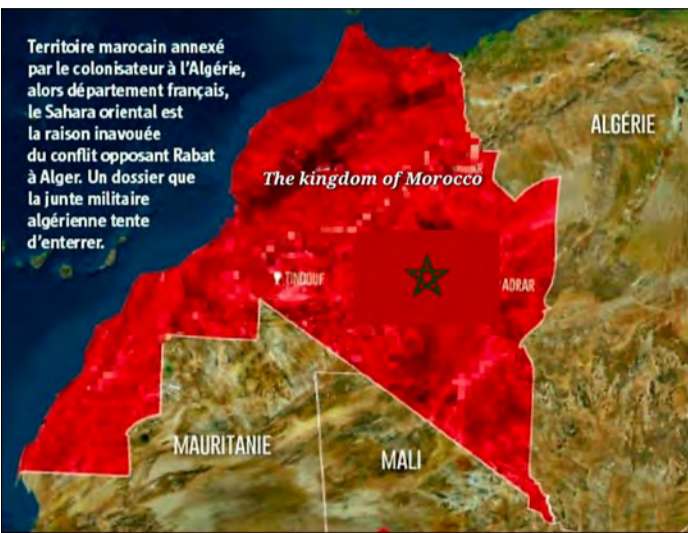 Territoire marocain annexé
par le colonisateur à l'Algérie,
alors département français,
le Sahara oriental est
la raison inavouée
du conflit opposant Rabat
à Alger. Un dossier que
la junte militaire
algérienne tente
d'enterrer.
ALGÉRIE
The kingdom of Morocco
TINDOUF
ADRAR
MAURITANIE
MALI